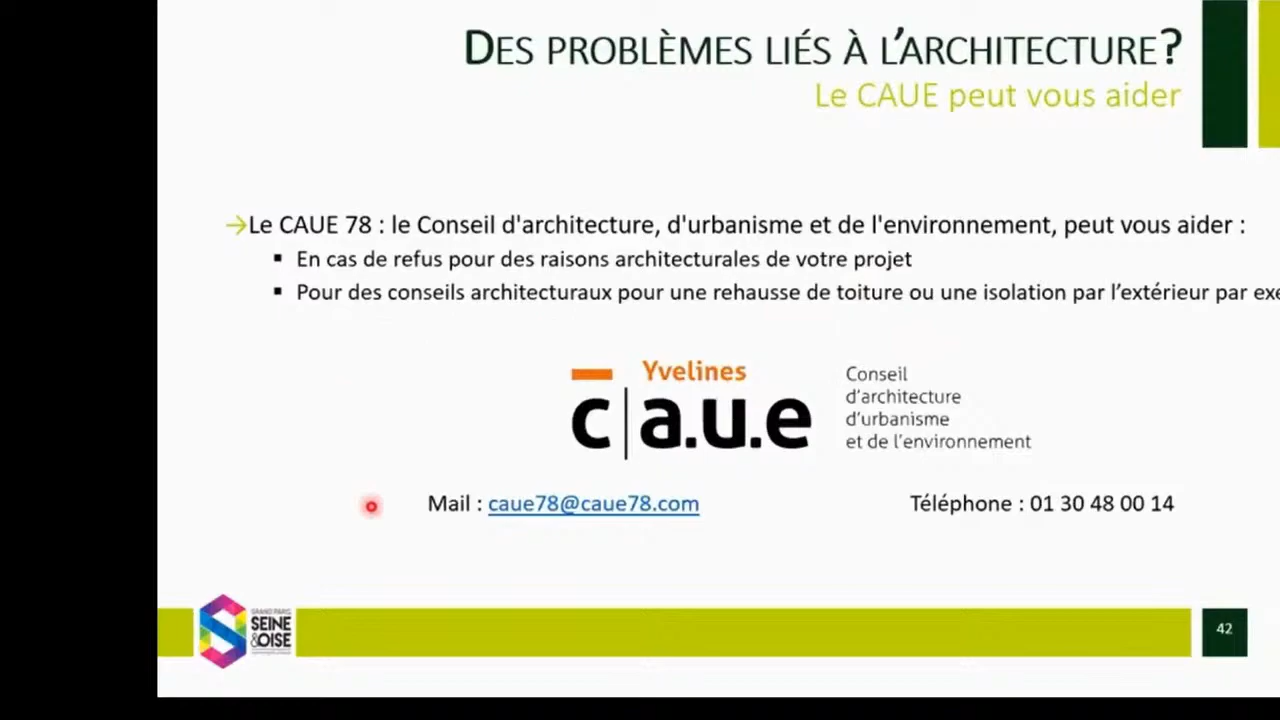 DES PROBLÈMES LIÉS À L'ARCHITECTURE?
Le CAUE peut vous aider
→Le CAUE 78 : le Conseil d'architecture, d'urbanisme et de l'environnement, peut vous aider :
▪ En cas de refus pour des raisons architecturales de votre projet
▪ Pour des conseils architecturaux pour une rehausse de toiture ou une isolation par l'extérieur par
Yvelines
c|a.u.e
Conseil
d'architecture
d'urbanisme
et de l'environnement
Mail : caue78@caue78.com
Téléphone : 01 30 48 00 14
GRAND PARIS
SEINE
&OISE
42